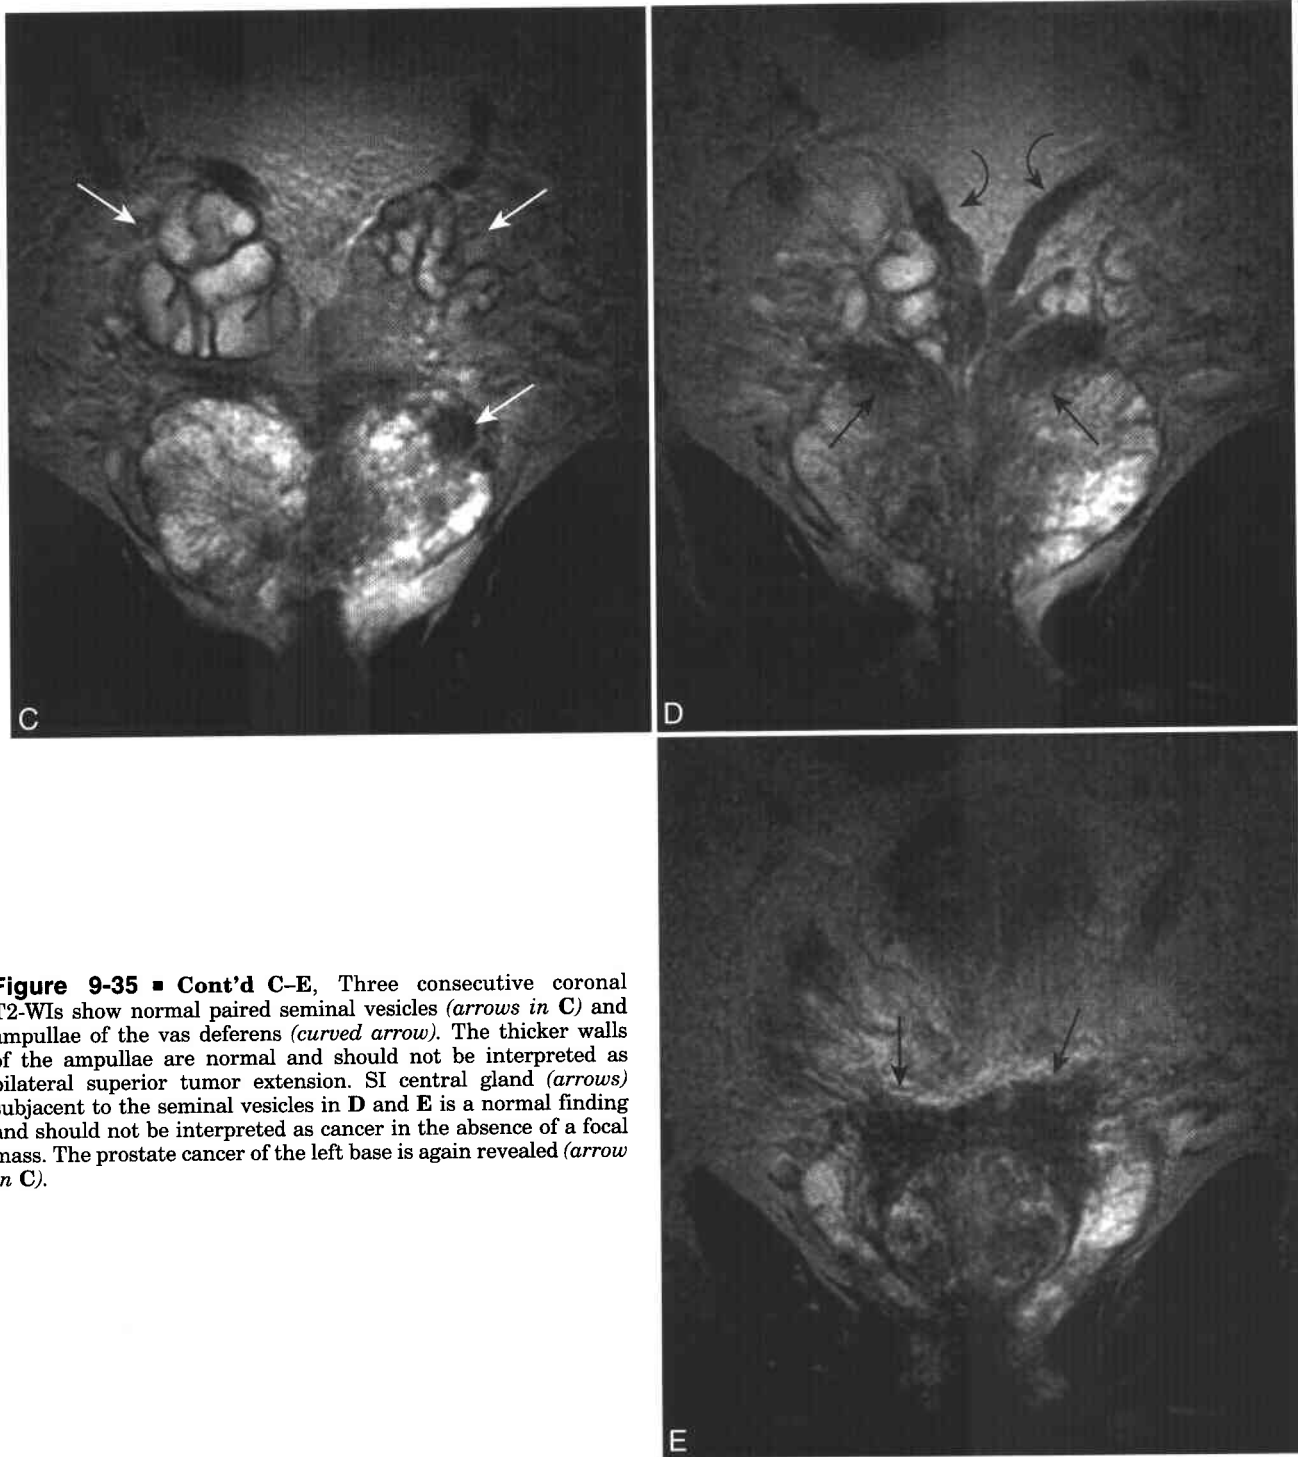 C
D
E
Figure 9-35 ■ Cont'd C–E, Three consecutive coronal
T2-WIs show normal paired seminal vesicles (arrows in C) and
ampullae of the vas deferens (curved arrow). The thicker walls
of the ampullae are normal and should not be interpreted as
bilateral superior tumor extension. SI central gland (arrows)
subjacent to the seminal vesicles in D and E is a normal finding
and should not be interpreted as cancer in the absence of a focal
mass. The prostate cancer of the left base is again revealed (arrow
in C).